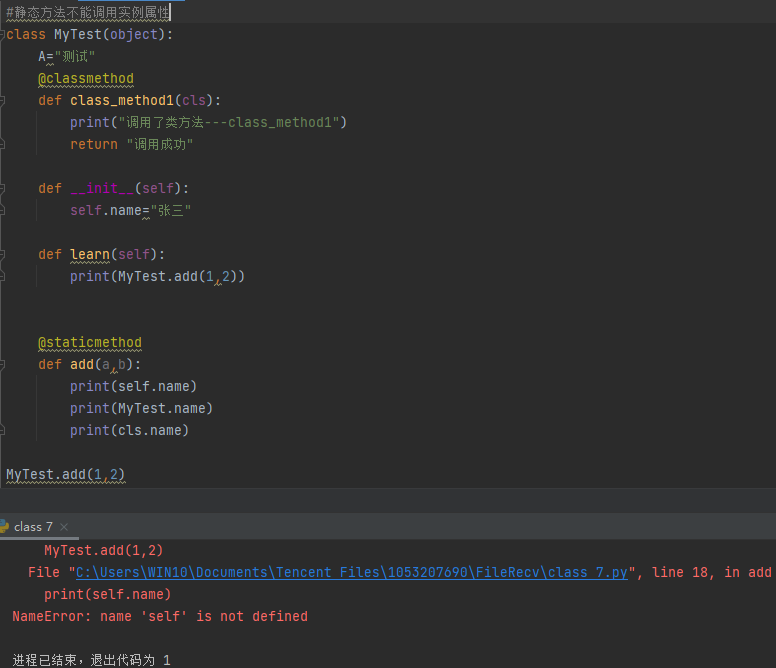 #静态方法不能调用实例属性
class MyTest(object):
    A="测试"
    @classmethod
    def class_method1(cls):
        print("调用了类方法---class_method1")
        return "调用成功"
    def __init__(self):
        self.name="张三"
    def learn(self):
        print(MyTest.add(1,2))
    @staticmethod
    def add(a,b):
        print(self.name)
        print(MyTest.name)
        print(cls.name)
MyTest.add(1,2)
class 7 ×
    MyTest.add(1,2)
  File "C:\Users\WIN10\Documents\Tencent Files\1053207690\FileRecv\class 7.py", line 18, in add
    print(self.name)
NameError: name 'self' is not defined
进程已结束,退出代码为 1